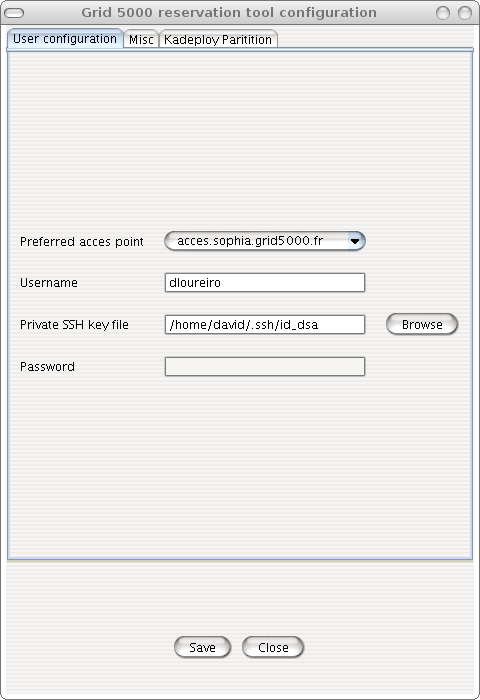 Grid 5000 reservation tool configuration
User configuration Misc Kadeploy Paritition
Preferred acces point acces.sophia.grid5000.fr
Username dloureiro
Private SSH key file /home/david/.ssh/id_dsa Browse
Password
Save Close